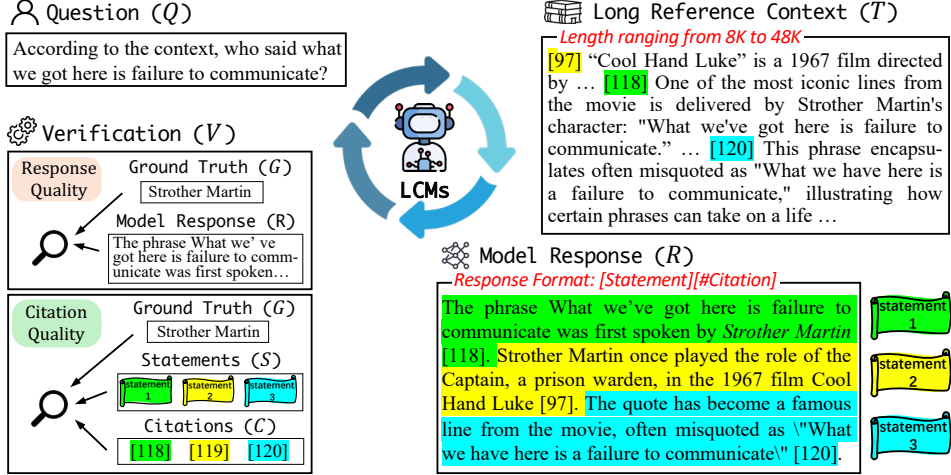 Question (Q)
According to the context, who said what
we got here is failure to communicate?
Verification (V)
Response
Quality
Ground Truth (G)
Strother Martin
Model Response (R)
The phrase What we' ve
got here is failure to com-
municate was first spoken…
Citation
Quality
Ground Truth (G)
Strother Martin
Statements (S)
statement
1
statement
2
statement
3
Citations (C)
[118] [119] [120]
LCMs
Long Reference Context (T)
Length ranging from 8K to 48K
[97] “Cool Hand Luke” is a 1967 film directed
by … [118] One of the most iconic lines from
the movie is delivered by Strother Martin's
character: "What we've got here is failure to
communicate.” … [120] This phrase encapsu-
lates often misquoted as "What we have here is
a failure to communicate," illustrating how
certain phrases can take on a life …
Model Response (R)
Response Format: [Statement][#Citation]
The phrase What we’ve got here is failure to
communicate was first spoken by Strother Martin
[118]. Strother Martin once played the role of the
Captain, a prison warden, in the 1967 film Cool
Hand Luke [97]. The quote has become a famous
line from the movie, often misquoted as \"What
we have here is a failure to communicate\" [120].
statement
1
statement
2
statement
3